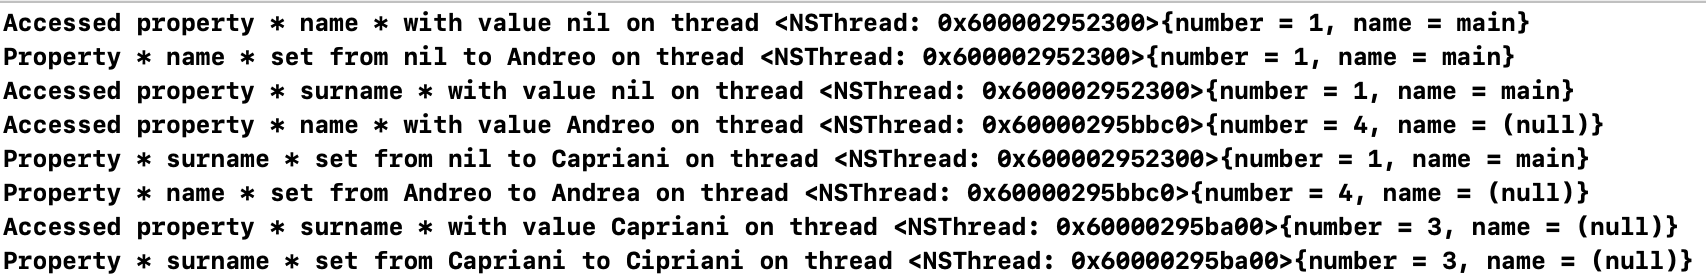 Accessed property * name * with value nil on thread <NSThread: 0x600002952300>{number = 1, name = main}
Property * name * set from nil to Andreo on thread <NSThread: 0x600002952300>{number = 1, name = main}
Accessed property * surname * with value nil on thread <NSThread: 0x600002952300>{number = 1, name = main}
Accessed property * name * with value Andreo on thread <NSThread: 0x60000295bbc0>{number = 4, name = (null)}
Property * surname * set from nil to Capriani on thread <NSThread: 0x600002952300>{number = 1, name = main}
Property * name * set from Andreo to Andrea on thread <NSThread: 0x60000295bbc0>{number = 4, name = (null)}
Accessed property * surname * with value Capriani on thread <NSThread: 0x60000295ba00>{number = 3, name = (null)}
Property * surname * set from Capriani to Cipriani on thread <NSThread: 0x60000295ba00>{number = 3, name = (null)}